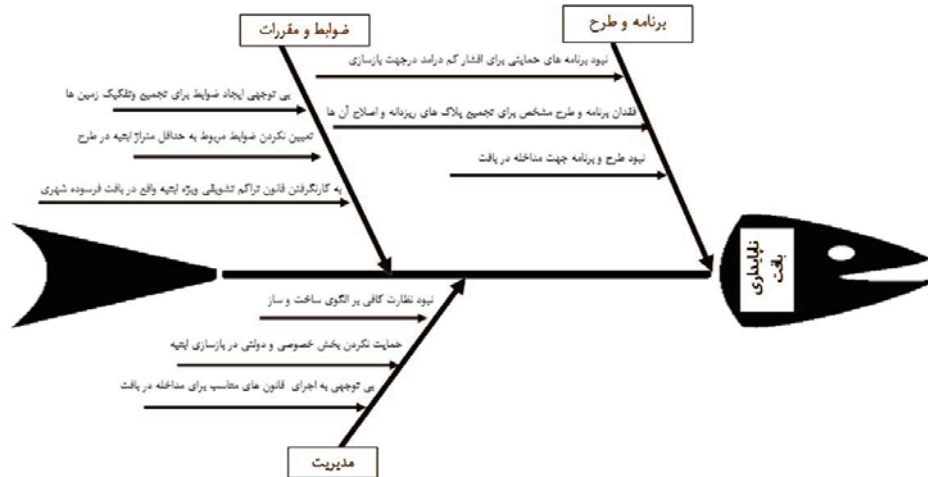 برنامه و طرح
نبود برنامه های حمایتی برای اقشار کم درامد درجهت بازسازی
فقدان برنامه و طرح مشخص برای تجمیع پلاک های ریزدانه و اصلاح آن ها
نبود طرح و برنامه جهت مداخله در بافت
ضوابط و مقررات
بی توجهی ایجاد ضوابط برای تجمیع وتفکیک زمین ها
تعیین نکردن ضوابط مربوط به حداقل متراژ ابنیه در طرح
به کارنگرفتن قانون تراکم تشویقی ویژه ابنیه واقع در بافت فرسوده شهری
ناپایداری
بافت
نبود نظارت کافی بر الگوی ساخت و ساز
حمایت نکردن بخش خصوصی و دولتی در بازسازی ابنیه
بی توجهی به اجرای قانون های متناسب برای مداخله در بافت
مدیریت